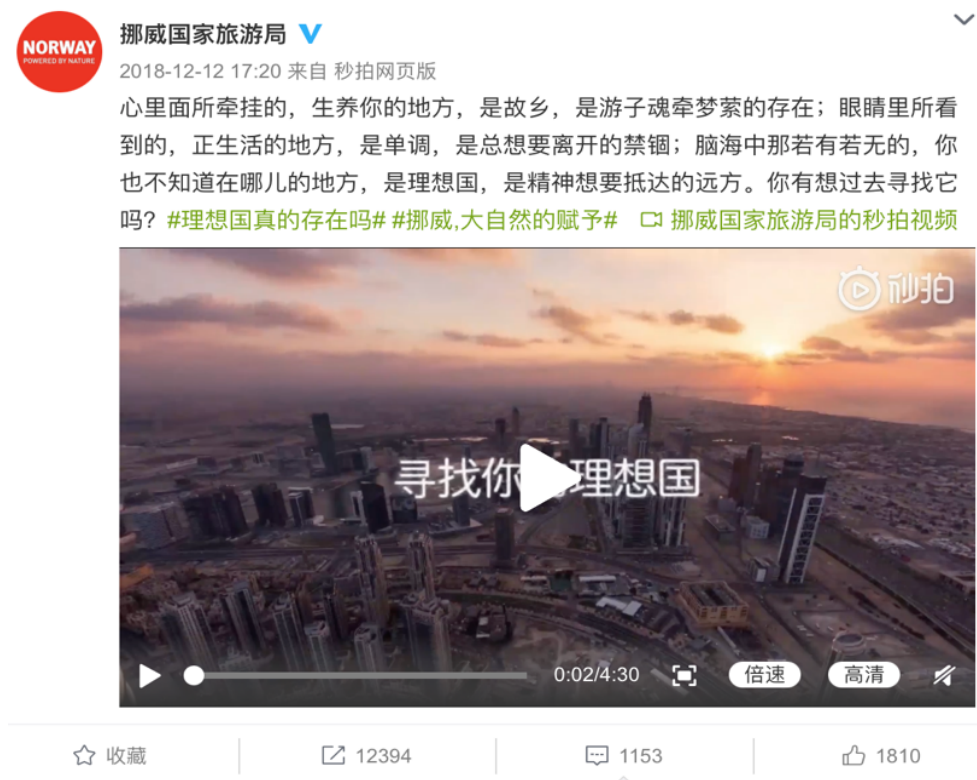 NORWAY
POWERED BY NATURE
挪威国家旅游局
2018-12-12 17:20 来自 秒拍网页版
心里面所牵挂的，生养你的地方，是故乡，是游子魂牵梦萦的存在；眼睛里所看
到的，正生活的地方，是单调，是总想要离开的禁锢；脑海中那若有若无的，你
也不知道在哪儿的地方，是理想国，是精神想要抵达的远方。你有想过去寻找它
吗？#理想国真的存在吗# #挪威,大自然的赋予# 挪威国家旅游局的秒拍视频
秒拍
寻找你 理想国
0:02/4:30 倍速 高清
收藏 12394 1153 1810